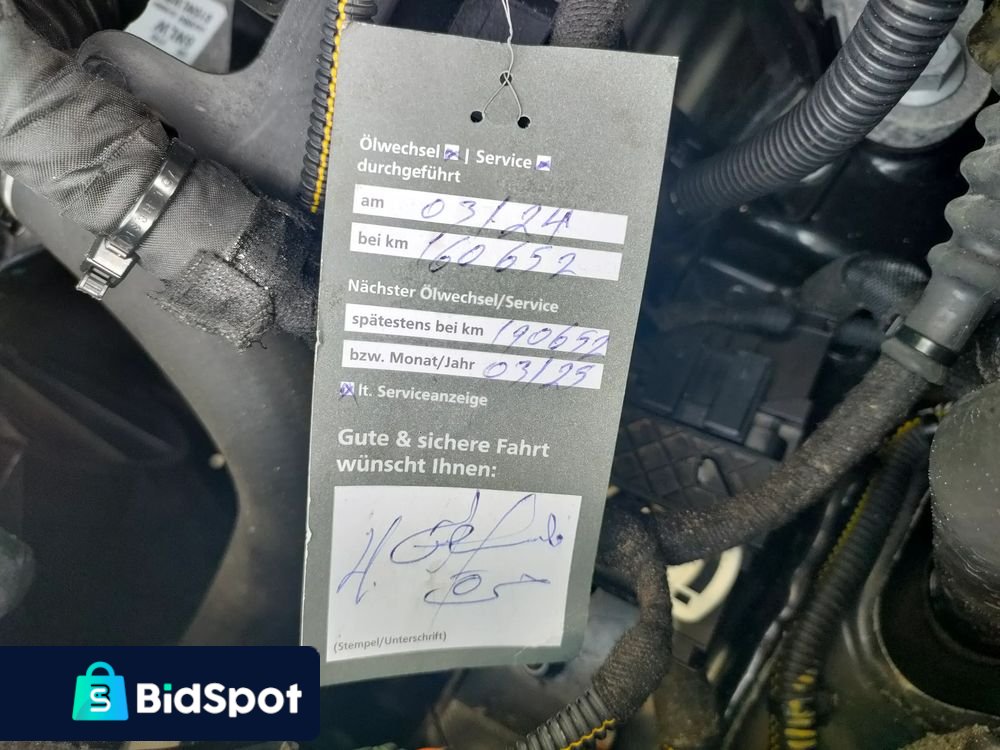 Ölwechsel | Service
durchgeführt
am 03/24
bei km 160652
Nächster Ölwechsel/Service
spätestens bei km 190652
bzw. Monat/Jahr 03/25
lt. Serviceanzeige
Gute & sichere Fahrt
wünscht Ihnen:
(Stempel/Unterschrift)
BidSpot